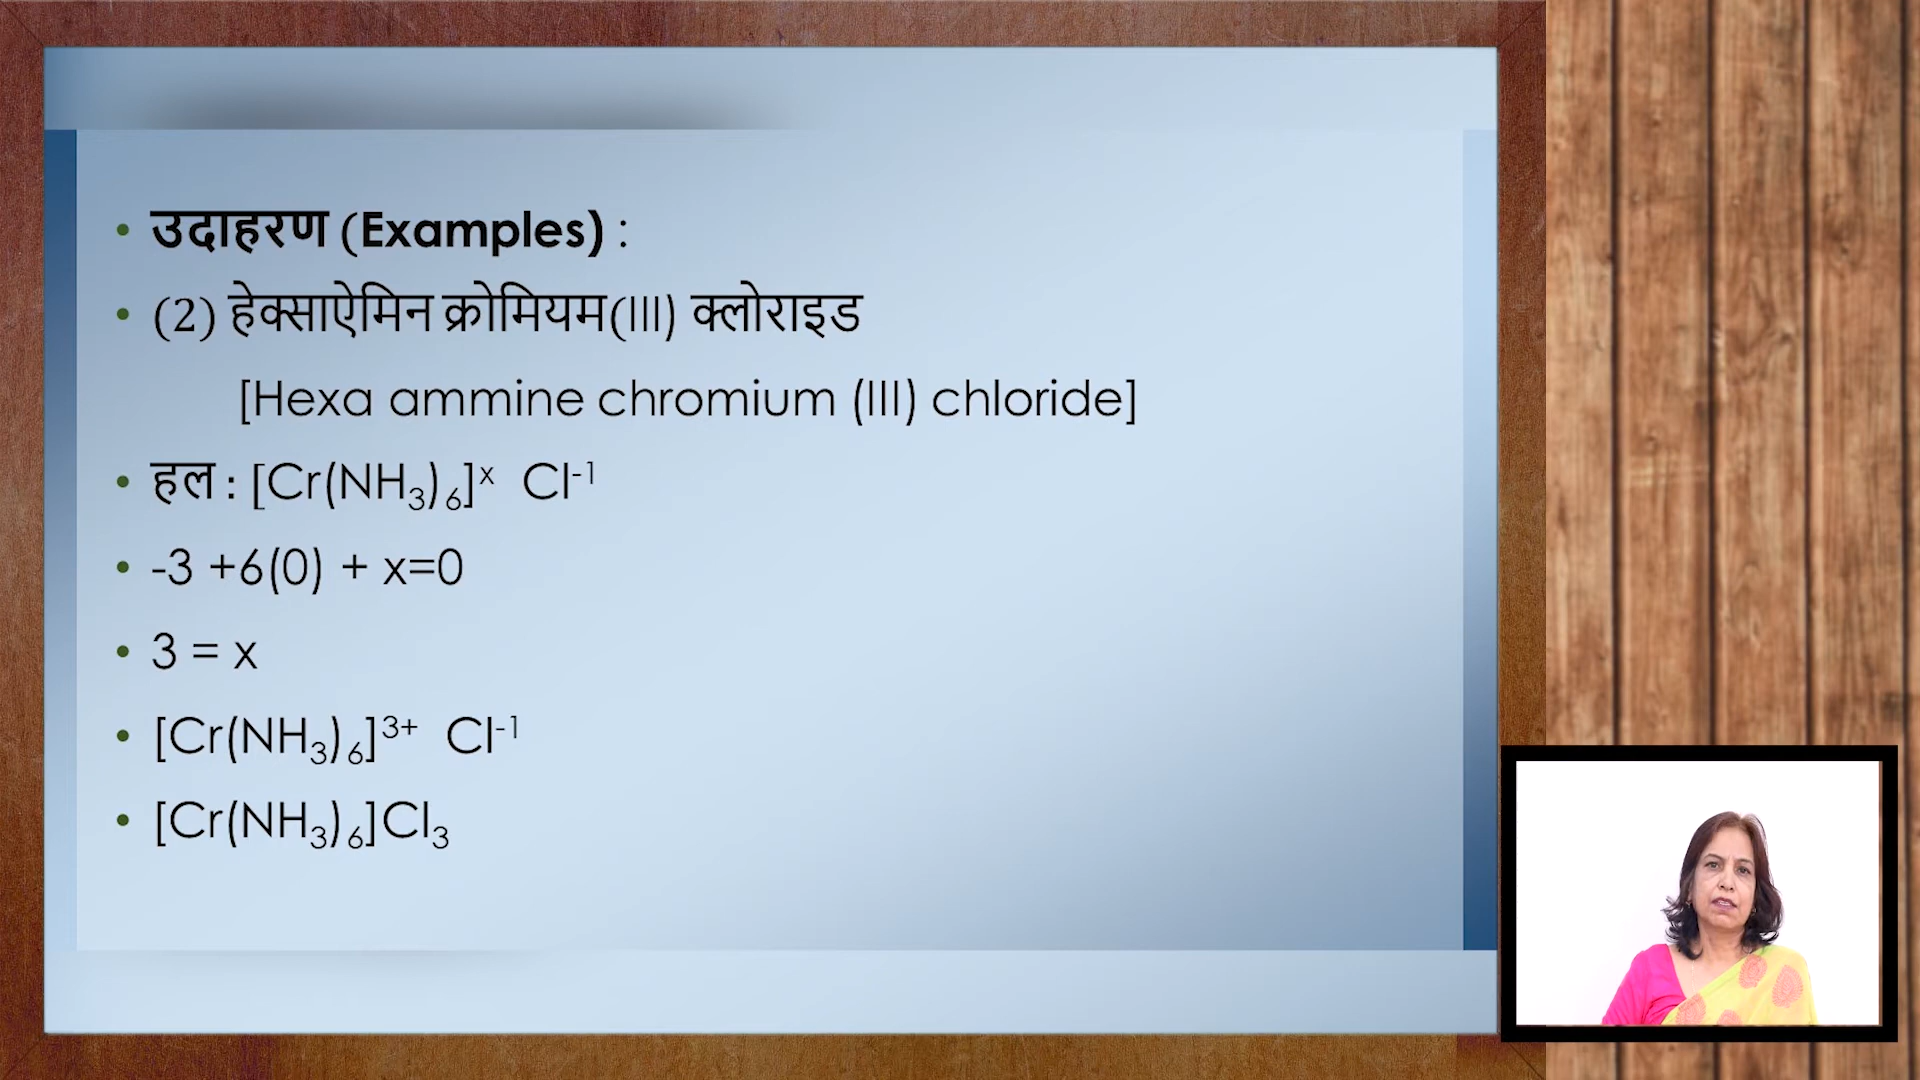 • उदाहरण (Examples) :
• (2) हेक्साऐमिन क्रोमियम(III) क्लोराइड
[Hexa ammine chromium (III) chloride]
• हल : [Cr(NH₃)₆]ˣ Cl⁻¹
• -3 +6(0) + x=0
• 3 = x
• [Cr(NH₃)₆]³⁺ Cl⁻¹
• [Cr(NH₃)₆]Cl₃